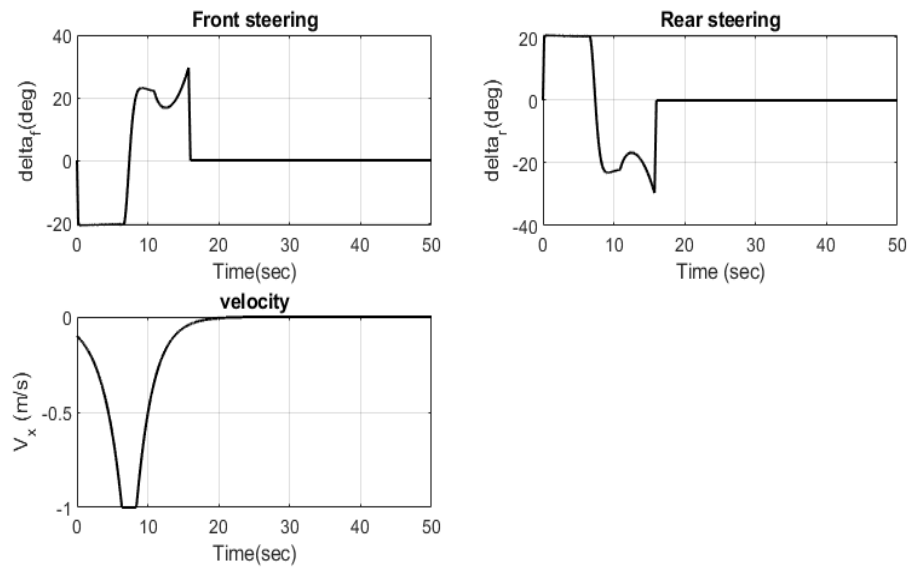 Front steering
40
20
0
-20
delta_f(deg)
0 10 20 30 40 50
Time(sec)
Rear steering
20
0
-20
-40
delta_r(deg)
0 10 20 30 40 50
Time (sec)
velocity
0
-0.5
-1
V_x (m/s)
0 10 20 30 40 50
Time(sec)